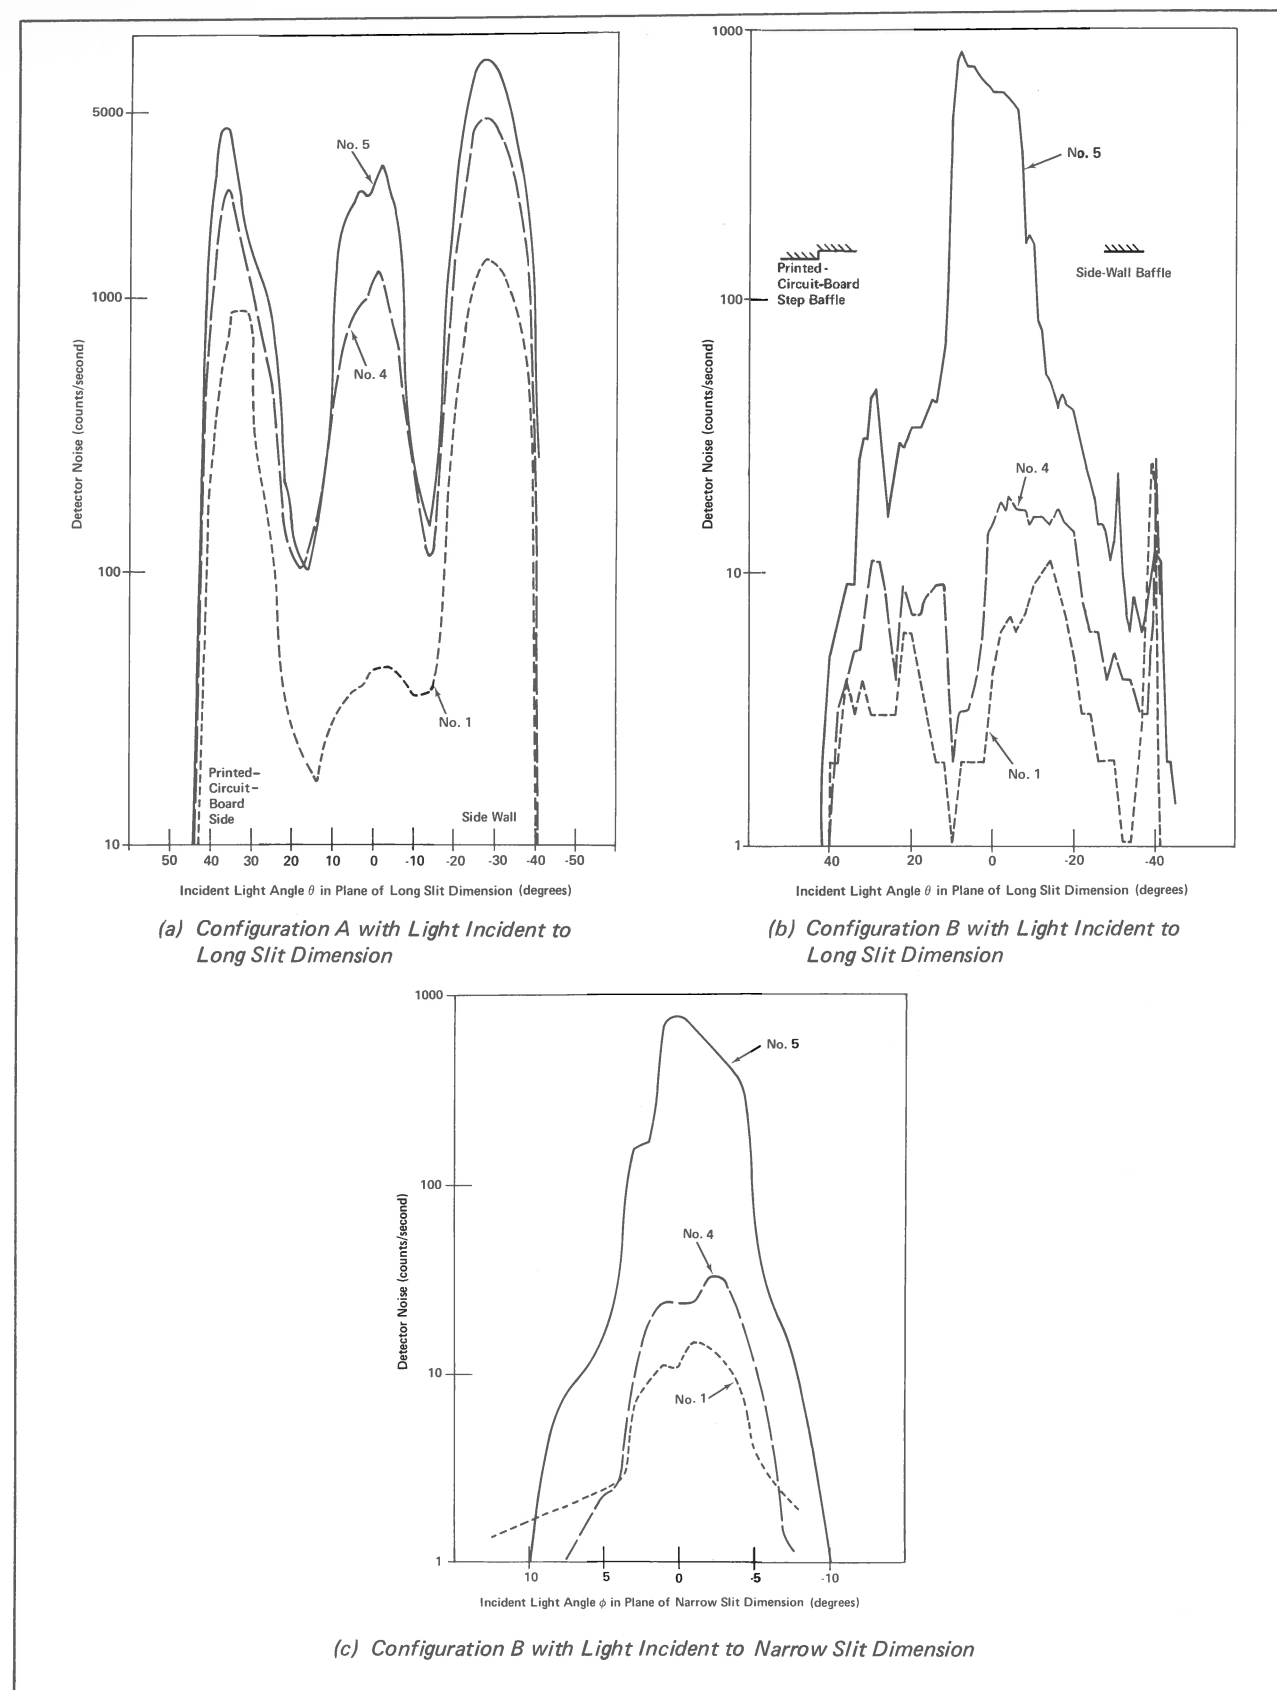 5000
1000
100
10
Detector Noise (counts/second)
No. 5
No. 4
No. 1
Printed-
Circuit-
Board
Side
Side Wall
50 40 30 20 10 0 -10 -20 -30 -40 -50
Incident Light Angle θ in Plane of Long Slit Dimension (degrees)
(a) Configuration A with Light Incident to
Long Slit Dimension
1000
100
10
1
Detector Noise (counts/second)
No. 5
Printed-
Circuit-Board
Step Baffle
Side-Wall Baffle
No. 4
No. 1
40 20 0 -20 -40
Incident Light Angle θ in Plane of Long Slit Dimension (degrees)
(b) Configuration B with Light Incident to
Long Slit Dimension
1000
100
10
1
Detector Noise (counts/second)
No. 5
No. 4
No. 1
10 5 0 -5 -10
Incident Light Angle ϕ in Plane of Narrow Slit Dimension (degrees)
(c) Configuration B with Light Incident to Narrow Slit Dimension